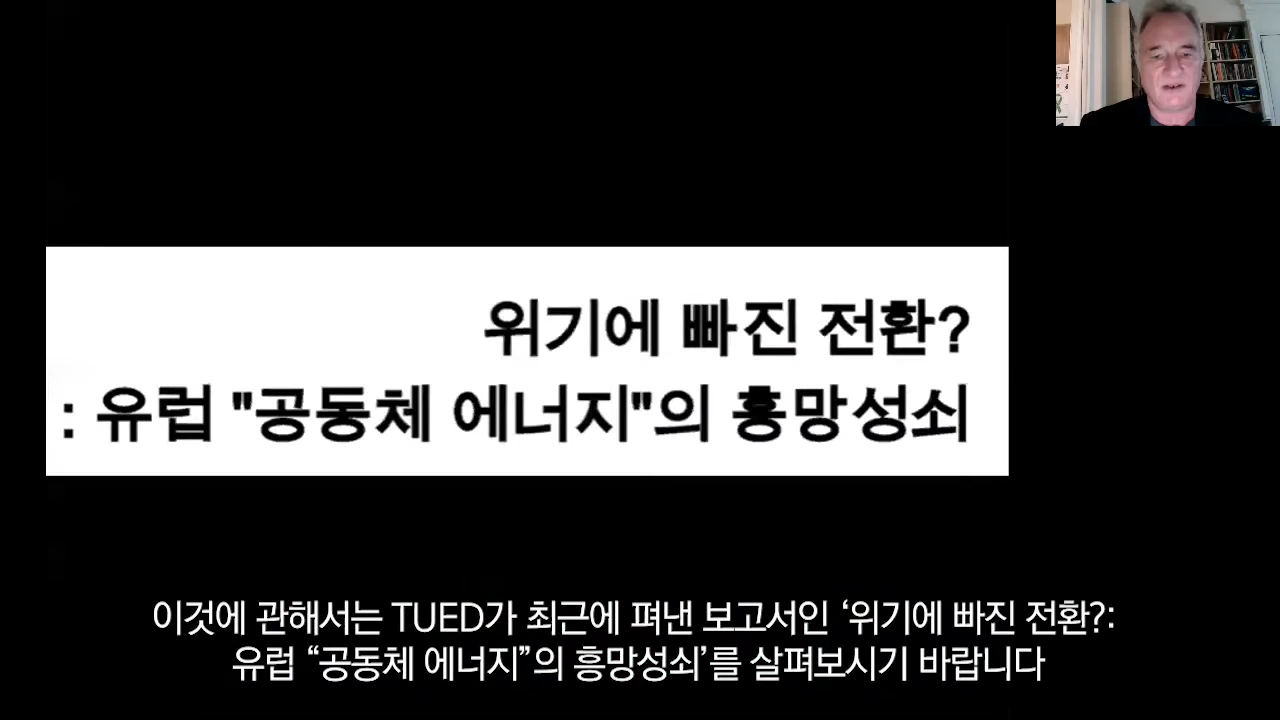 위기에 빠진 전환?
: 유럽 "공동체 에너지"의 흥망성쇠
이것에 관해서는 TUED가 최근에 펴낸 보고서인 ‘위기에 빠진 전환?:
유럽 “공동체 에너지”의 흥망성쇠’를 살펴보시기 바랍니다